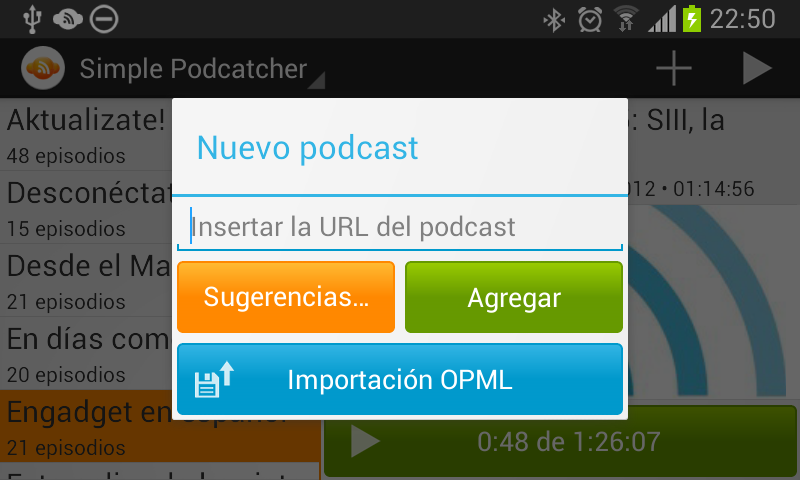 22:50
Simple Podcatcher
Aktualizate!
48 episodios
Desconéctat
15 episodios
Desde el Ma
21 episodios
En días com
20 episodios
Engadget en español
21 episodios
: SIII, la
012 • 01:14:56
Nuevo podcast
Insertar la URL del podcast
Sugerencias...
Agregar
Importación OPML
0:48 de 1:26:07